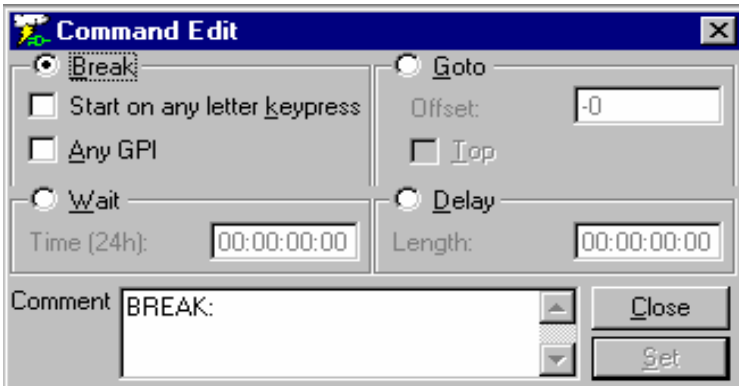 Command Edit
Break
Start on any letter keypress
Any GPI
Goto
Offset: -0
Top
Wait
Time (24h): 00:00:00:00
Delay
Length: 00:00:00:00
Comment BREAK:
Close
Set